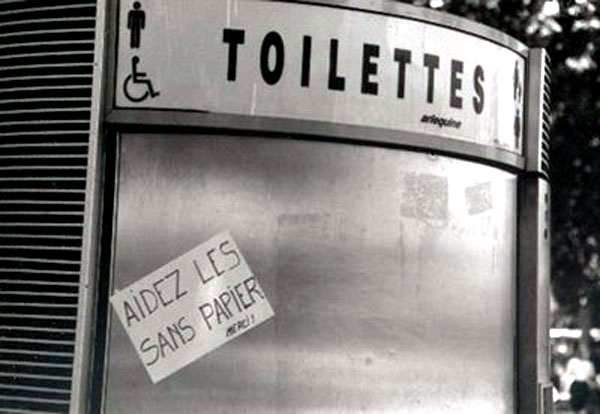 TOILETTES
arlequine
AIDEZ LES
SANS PAPIER
MERCI!